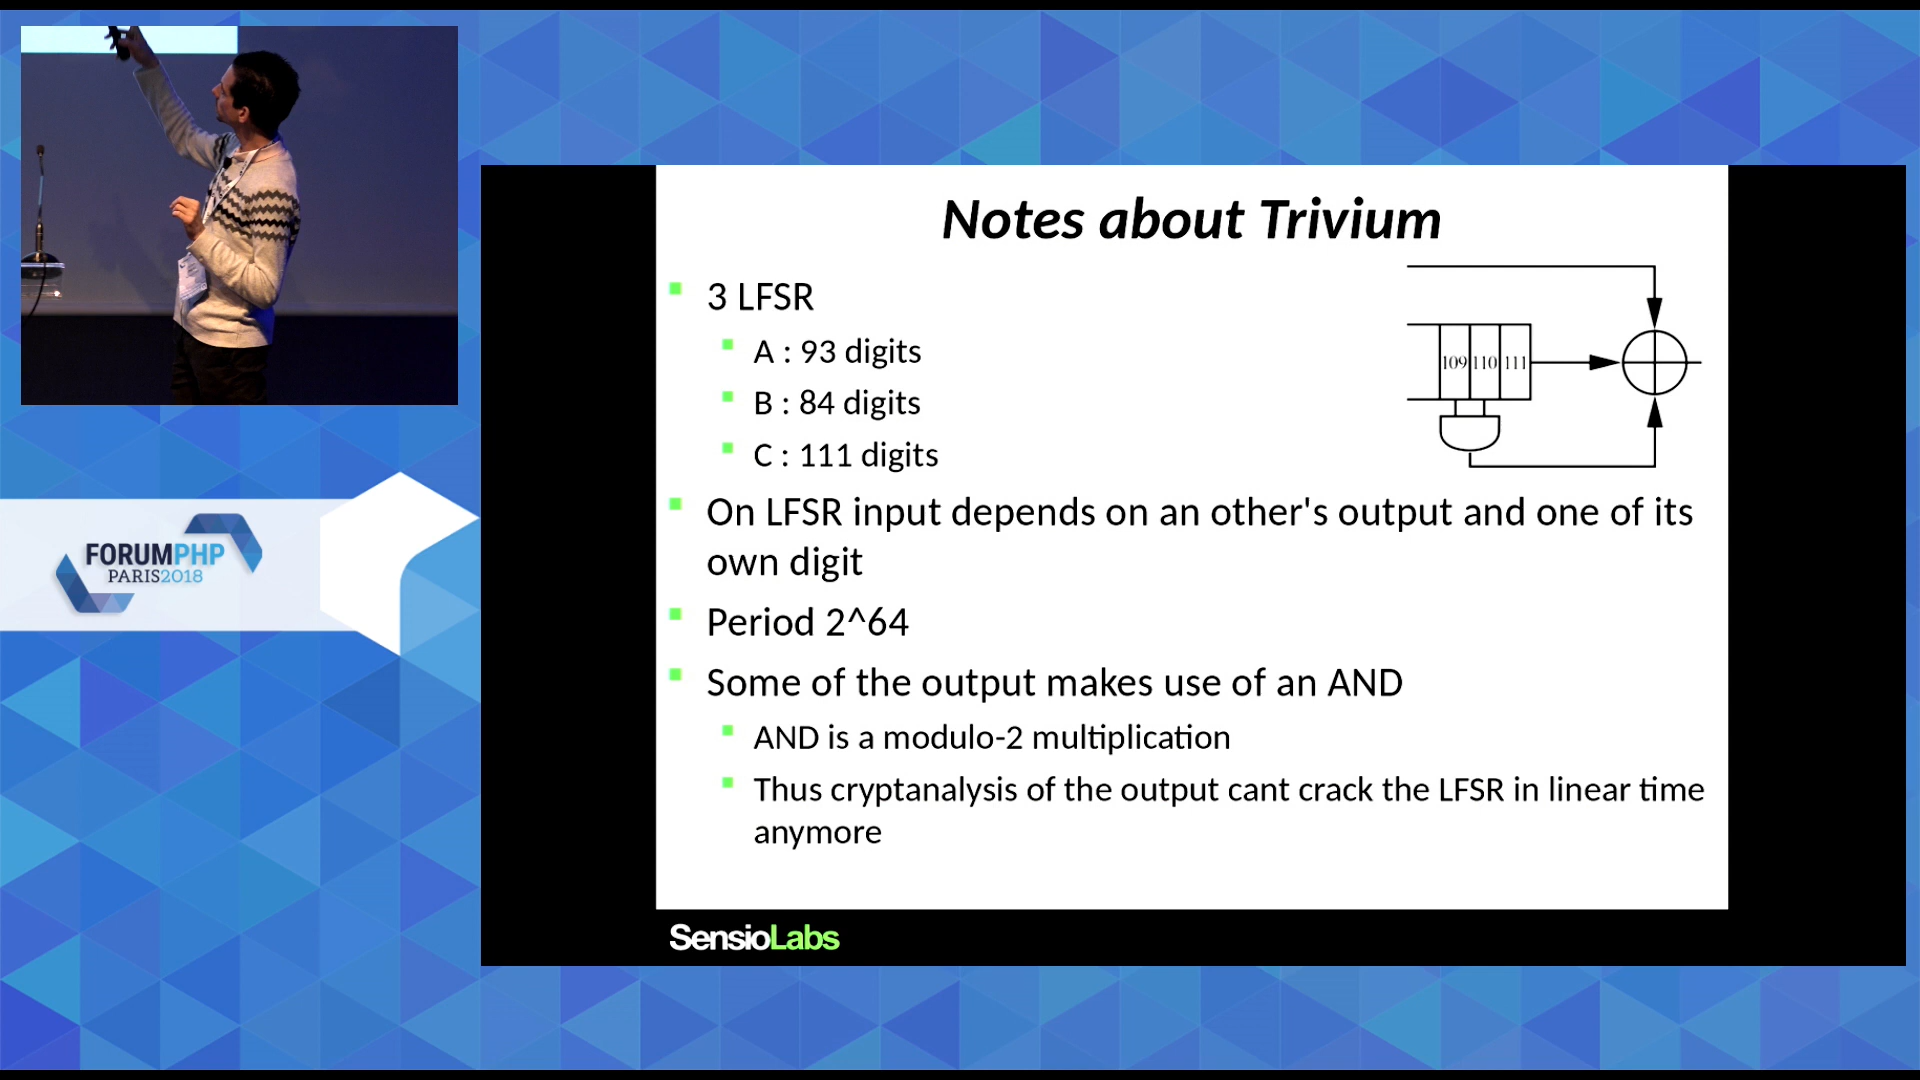 Notes about Trivium
3 LFSR
A : 93 digits
B : 84 digits
C : 111 digits
109 110 111
On LFSR input depends on an other's output and one of its
own digit
Period 2^64
Some of the output makes use of an AND
AND is a modulo-2 multiplication
Thus cryptanalysis of the output cant crack the LFSR in linear time
anymore
SensioLabs
FORUMPHP
PARIS2018